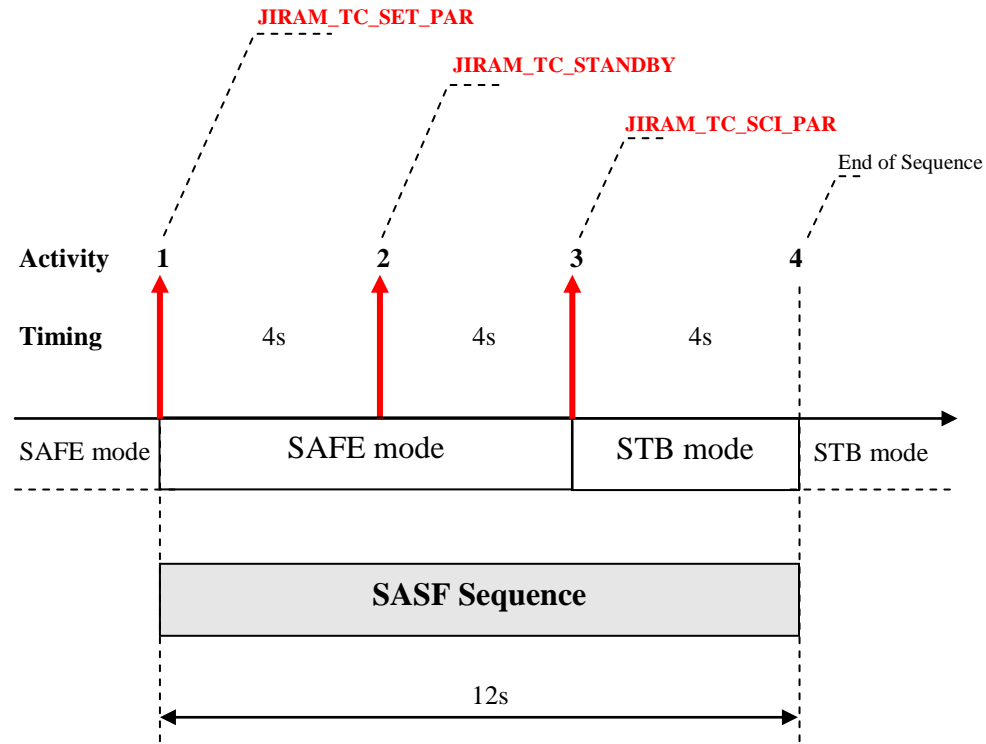 JIRAM_TC_SET_PAR
JIRAM_TC_STANDBY
JIRAM_TC_SCI_PAR
End of Sequence
Activity 1 2 3 4
Timing 4s 4s 4s
SAFE mode SAFE mode STB mode STB mode
SASF Sequence
12s